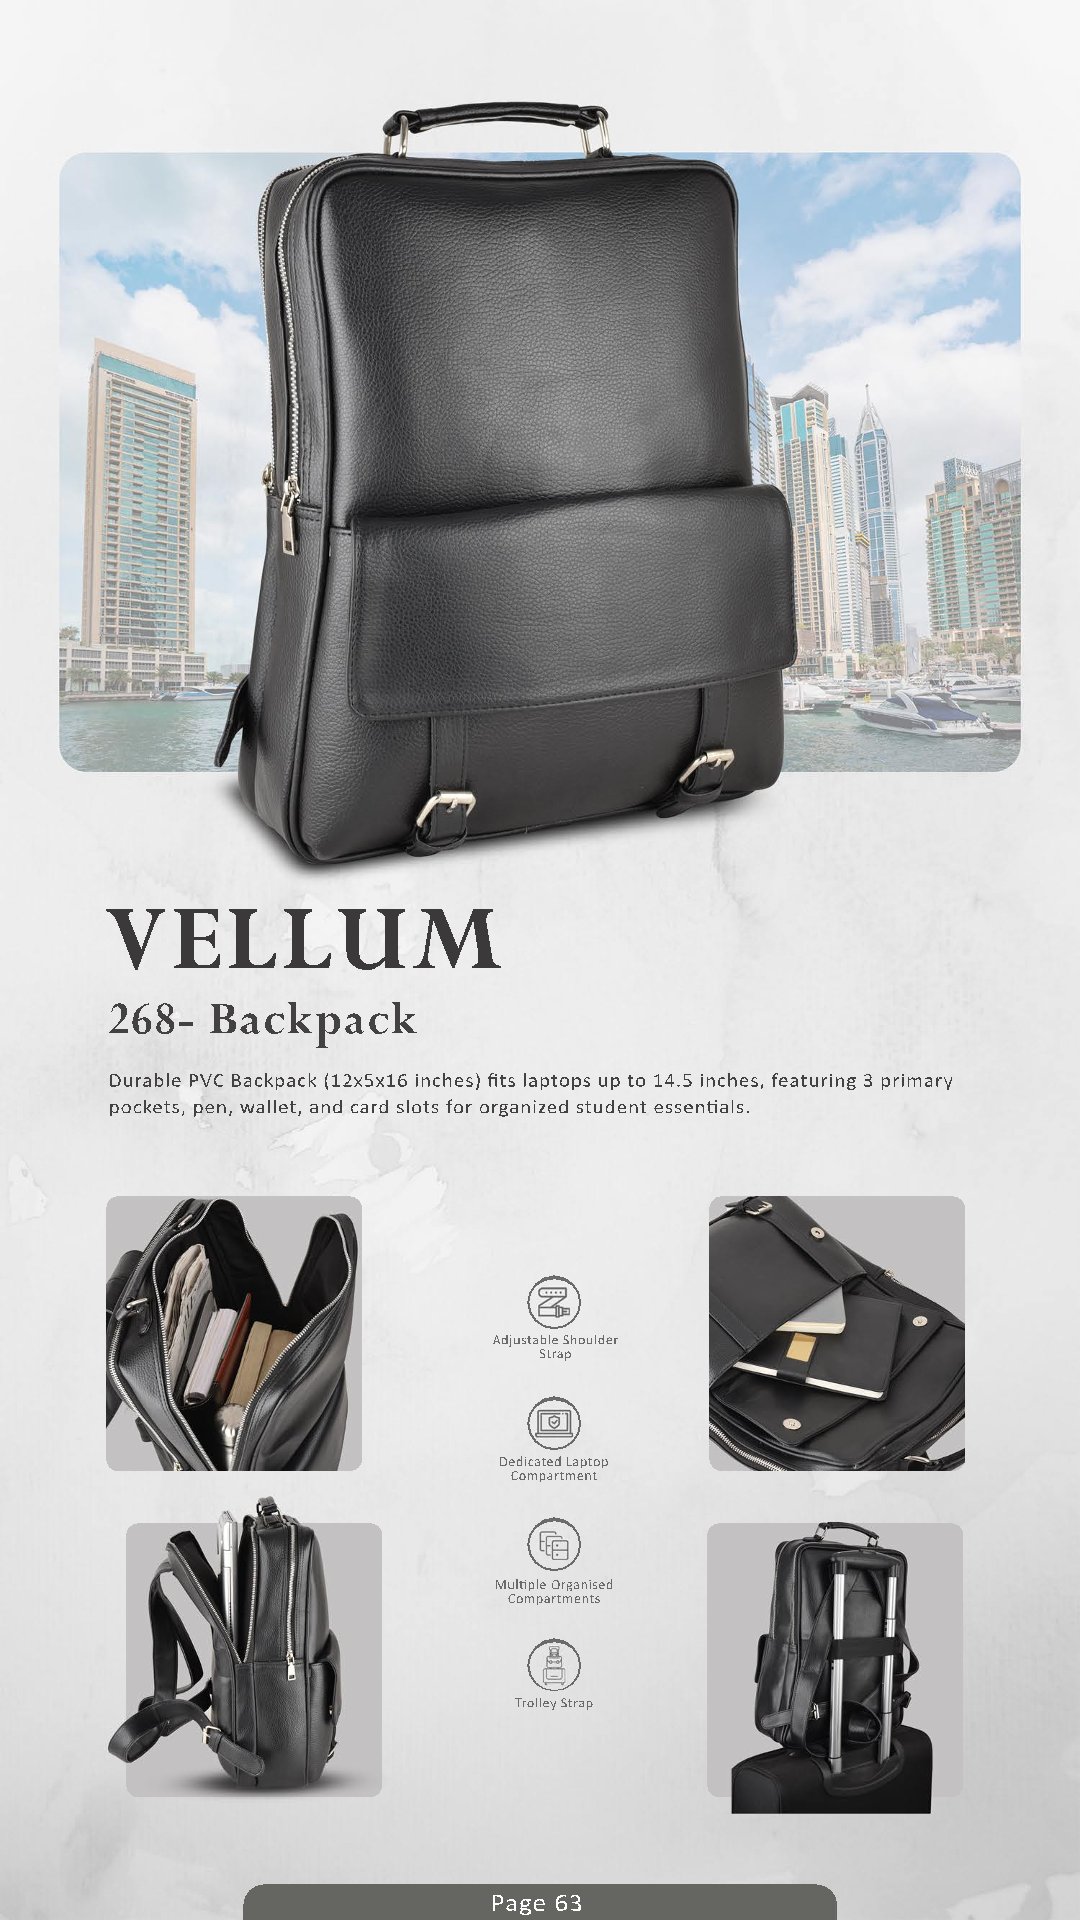 VELLUM
268- Backpack
Durable PVC Backpack (12x5x16 inches) fits laptops up to 14.5 inches, featuring 3 primary
pockets, pen, wallet, and card slots for organized student essentials.
Adjustable Shoulder
Strap
Dedicated Laptop
Compartment
Multiple Organised
Compartments
Trolley Strap
Page 63